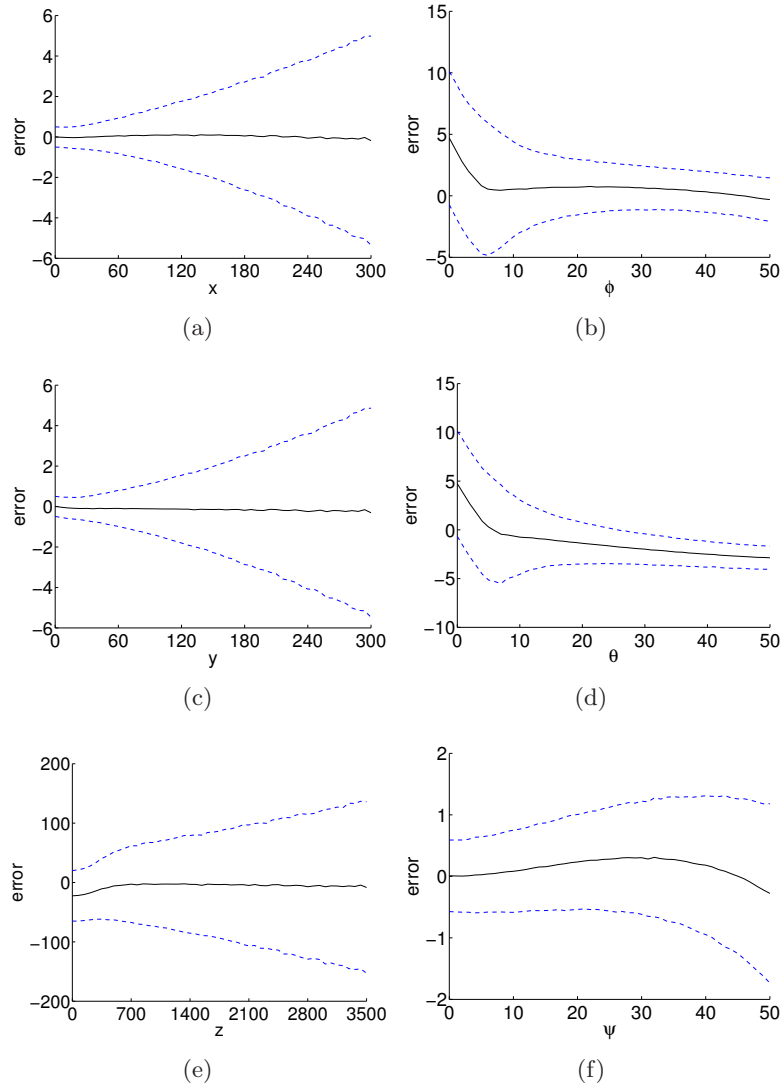 6
4
2
0
−2
−4
−6
error
0 60 120 180 240 300
x
(a)
15
10
5
0
−5
error
0 10 20 30 40 50
ϕ
(b)
6
4
2
0
−2
−4
−6
error
0 60 120 180 240 300
y
(c)
15
10
5
0
−5
−10
error
0 10 20 30 40 50
θ
(d)
200
100
0
−100
−200
error
0 700 1400 2100 2800 3500
z
(e)
2
1
0
−1
−2
error
0 10 20 30 40 50
ψ
(f)